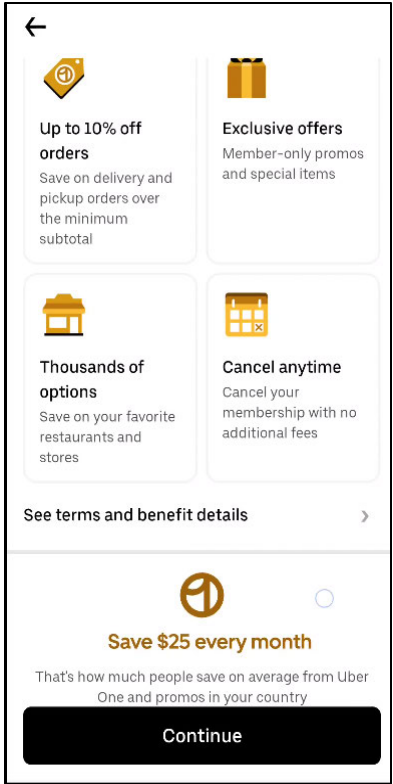 Up to 10% off
orders
Save on delivery and
pickup orders over
the minimum
subtotal
Exclusive offers
Member-only promos
and special items
Thousands of
options
Save on your favorite
restaurants and
stores
Cancel anytime
Cancel your
membership with no
additional fees
See terms and benefit details
Save $25 every month
That's how much people save on average from Uber
One and promos in your country
Continue